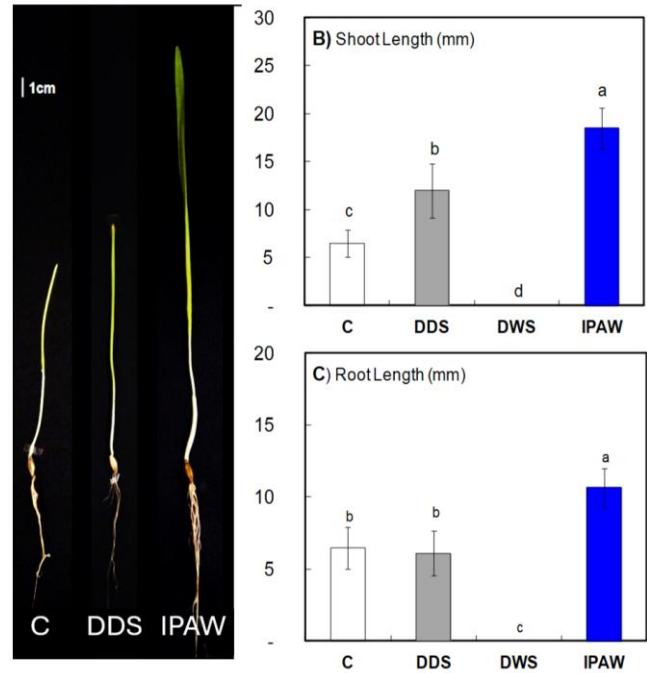 1cm
C DDS IPAW
B) Shoot Length (mm)
30
25
20
15
10
5
-
c
b
d
a
C DDS DWS IPAW
C) Root Length (mm)
20
15
10
5
-
b
b
c
a
C DDS DWS IPAW